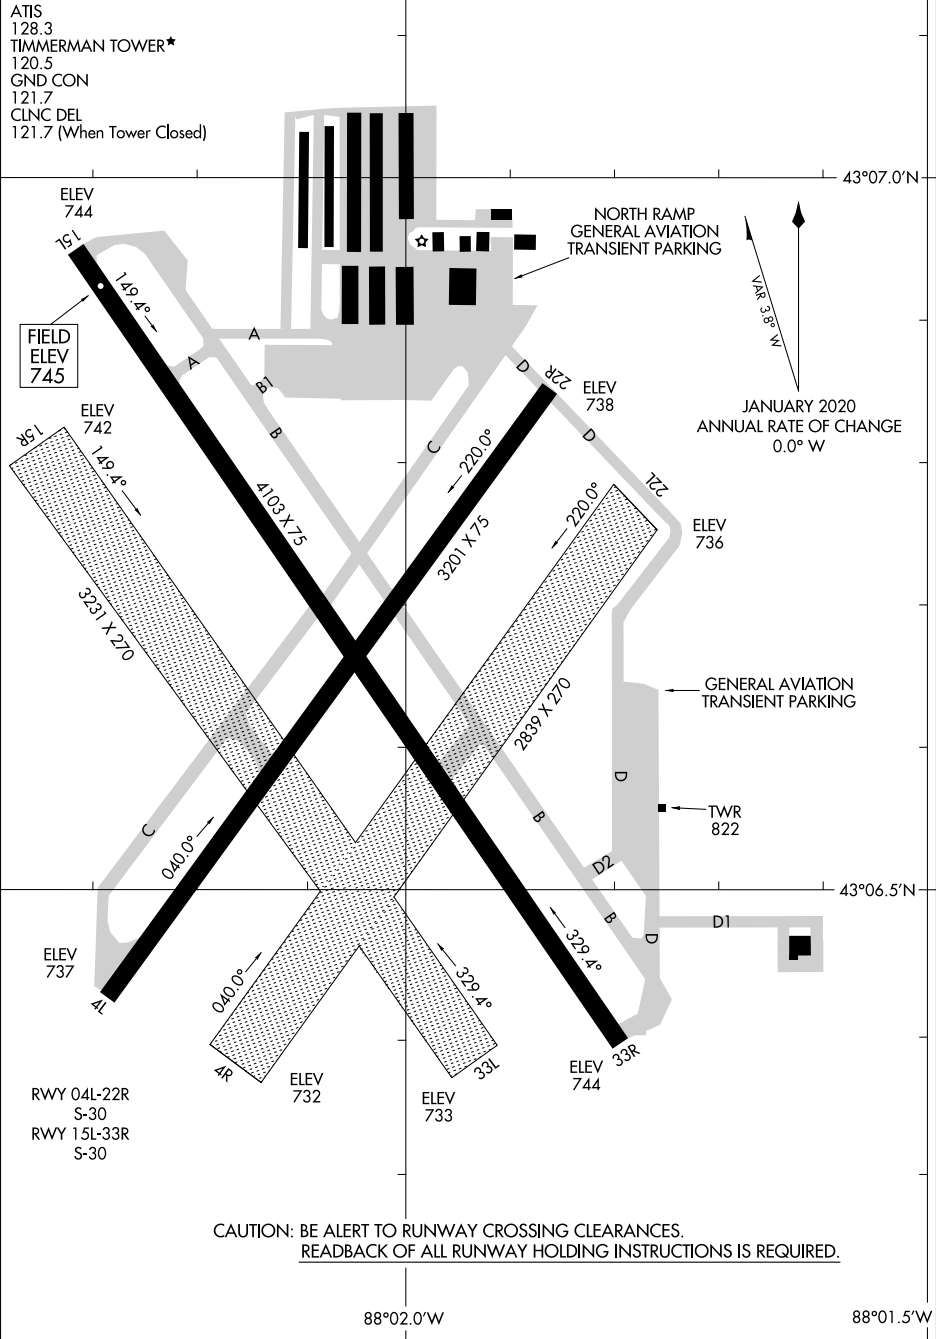 ATIS
128.3
TIMMERMAN TOWER★
120.5
GND CON
121.7
CLNC DEL
121.7 (When Tower Closed)
43°07.0'N
ELEV
744
15L
149.4°
NORTH RAMP
GENERAL AVIATION
TRANSIENT PARKING
VAR 3.8° W
JANUARY 2020
ANNUAL RATE OF CHANGE
0.0° W
FIELD
ELEV
745
A
A
B1
B
D
22R
ELEV
738
D
C
220.0°
ELEV
742
15R
149.4°
4103 X 75
3201 X 75
220.0°
22L
ELEV
736
3231 X 270
2839 X 270
GENERAL AVIATION
TRANSIENT PARKING
D
TWR
822
C
040.0°
B
D2
43°06.5'N
B
D
D1
329.4°
ELEV
737
4L
040.0°
329.4°
4R
ELEV
732
33L
ELEV
733
33R
ELEV
744
RWY 04L-22R
S-30
RWY 15L-33R
S-30
CAUTION: BE ALERT TO RUNWAY CROSSING CLEARANCES.
READBACK OF ALL RUNWAY HOLDING INSTRUCTIONS IS REQUIRED.
88°02.0'W
88°01.5'W